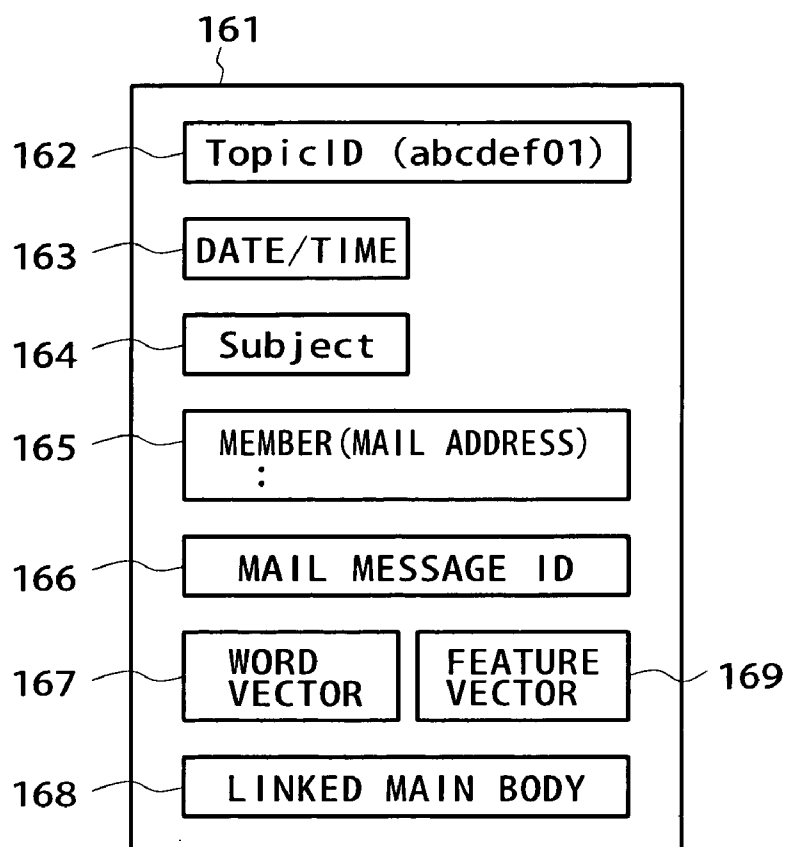 161
162 TopicID (abcdef01)
163 DATE/TIME
164 Subject
165 MEMBER(MAIL ADDRESS)
:
166 MAIL MESSAGE ID
167 WORD VECTOR FEATURE VECTOR 169
168 LINKED MAIN BODY